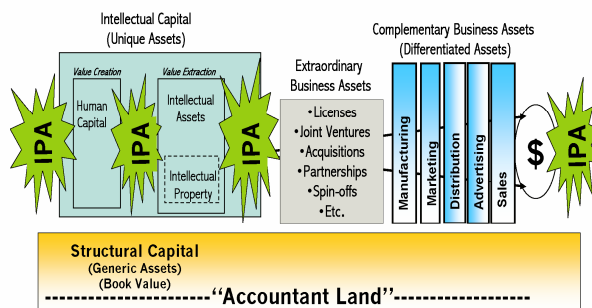 Intellectual Capital
(Unique Assets)
Value Creation
Value Extraction
Human
Capital
Intellectual
Assets
Intellectual
Property
IPA
IPA
IPA
Extraordinary
Business Assets
•Licenses
•Joint Ventures
•Acquisitions
•Partnerships
•Spin-offs
•Etc.
Complementary Business Assets
(Differentiated Assets)
Manufacturing
Marketing
Distribution
Advertising
Sales
$
IPA
Structural Capital
(Generic Assets)
(Book Value)
----------------------“Accountant Land”------------------